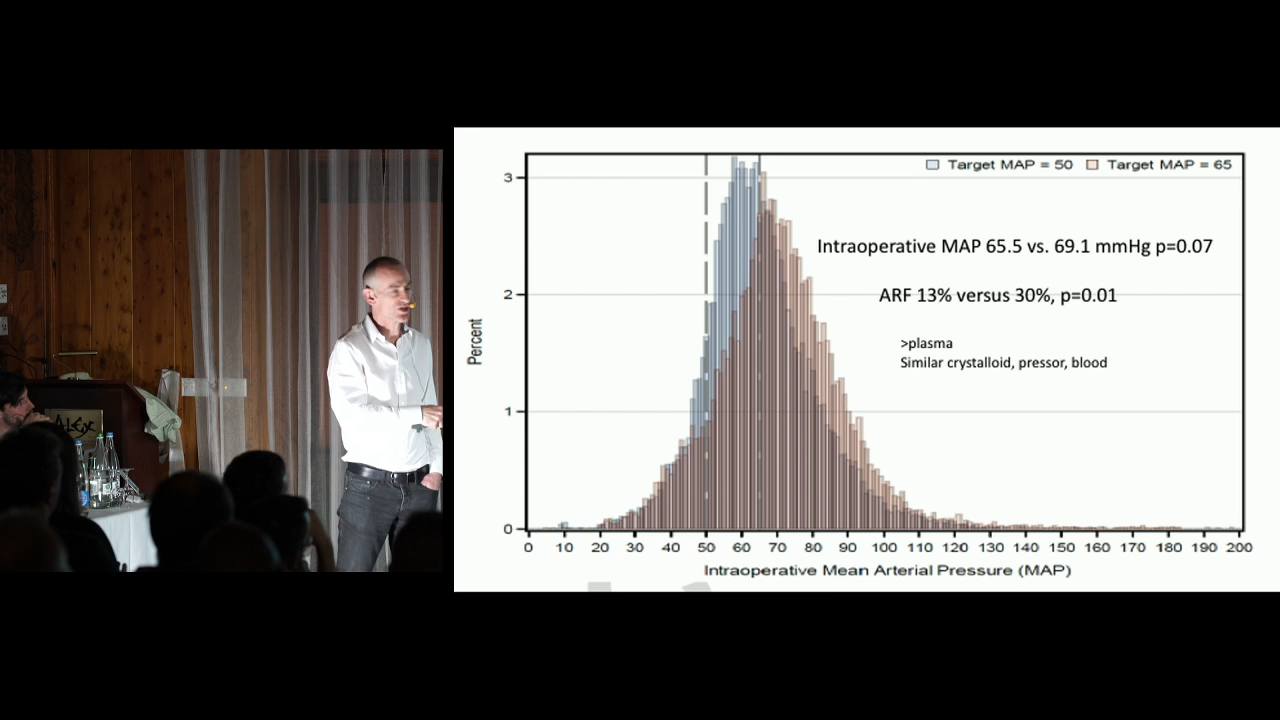 ALEX
Target MAP = 50 Target MAP = 65
Intraoperative MAP 65.5 vs. 69.1 mmHg p=0.07
ARF 13% versus 30%, p=0.01
>plasma
Similar crystalloid, pressor, blood
Percent
3
2
1
0
0 10 20 30 40 50 60 70 80 90 100 110 120 130 140 150 160 170 180 190 200
Intraoperative Mean Arterial Pressure (MAP)